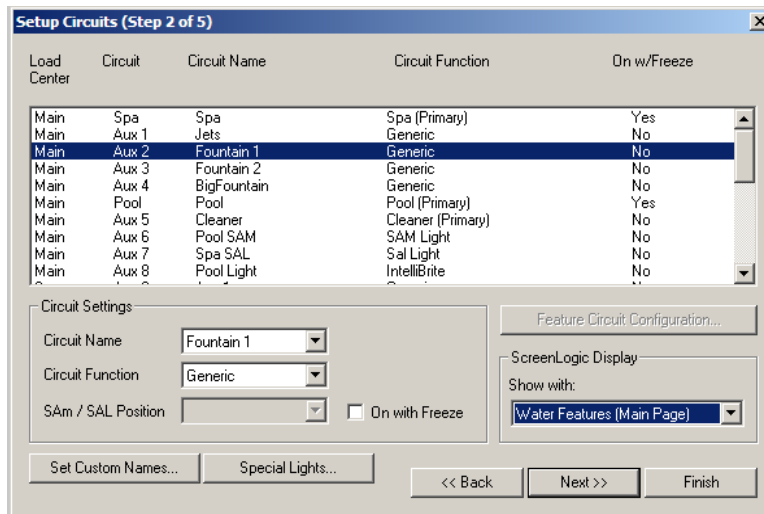 Setup Circuits (Step 2 of 5)
Load Center Circuit Circuit Name Circuit Function On w/Freeze
Main Spa Spa Spa (Primary) Yes
Main Aux 1 Jets Generic No
Main Aux 2 Fountain 1 Generic No
Main Aux 3 Fountain 2 Generic No
Main Aux 4 BigFountain Generic No
Main Pool Pool Pool (Primary) Yes
Main Aux 5 Cleaner Cleaner (Primary) No
Main Aux 6 Pool SAM SAM Light No
Main Aux 7 Spa SAL Sal Light No
Main Aux 8 Pool Light IntelliBrite No
Circuit Settings
Feature Circuit Configuration...
Circuit Name Fountain 1
Circuit Function Generic
SAm / SAL Position On with Freeze
ScreenLogic Display
Show with:
Water Features (Main Page)
Set Custom Names... Special Lights...
<< Back Next >> Finish